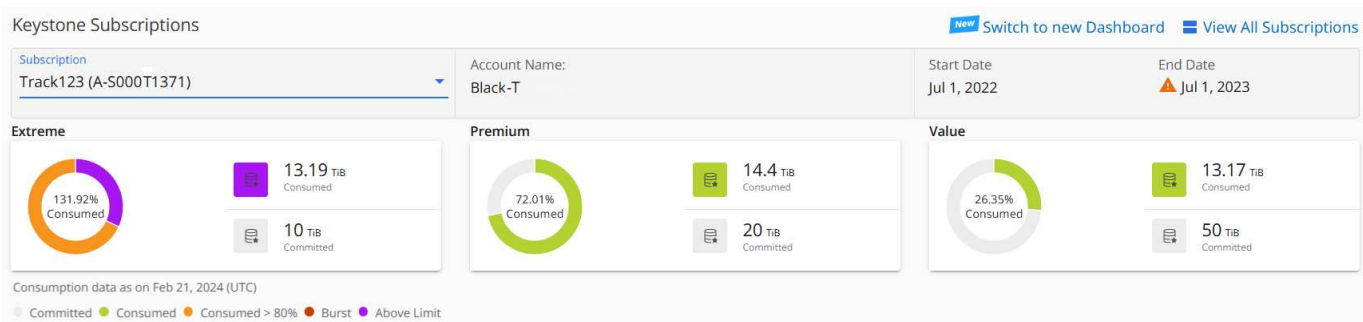 Keystone Subscriptions
New Switch to new Dashboard View All Subscriptions
Subscription
Track123 (A-S000T1371)
Account Name:
Black-T
Start Date
Jul 1, 2022
End Date
Jul 1, 2023
Extreme
131.92%
Consumed
13.19 TiB
Consumed
10 TiB
Committed
Premium
72.01%
Consumed
14.4 TiB
Consumed
20 TiB
Committed
Value
26.35%
Consumed
13.17 TiB
Consumed
50 TiB
Committed
Consumption data as on Feb 21, 2024 (UTC)
Committed Consumed Consumed > 80% Burst Above Limit